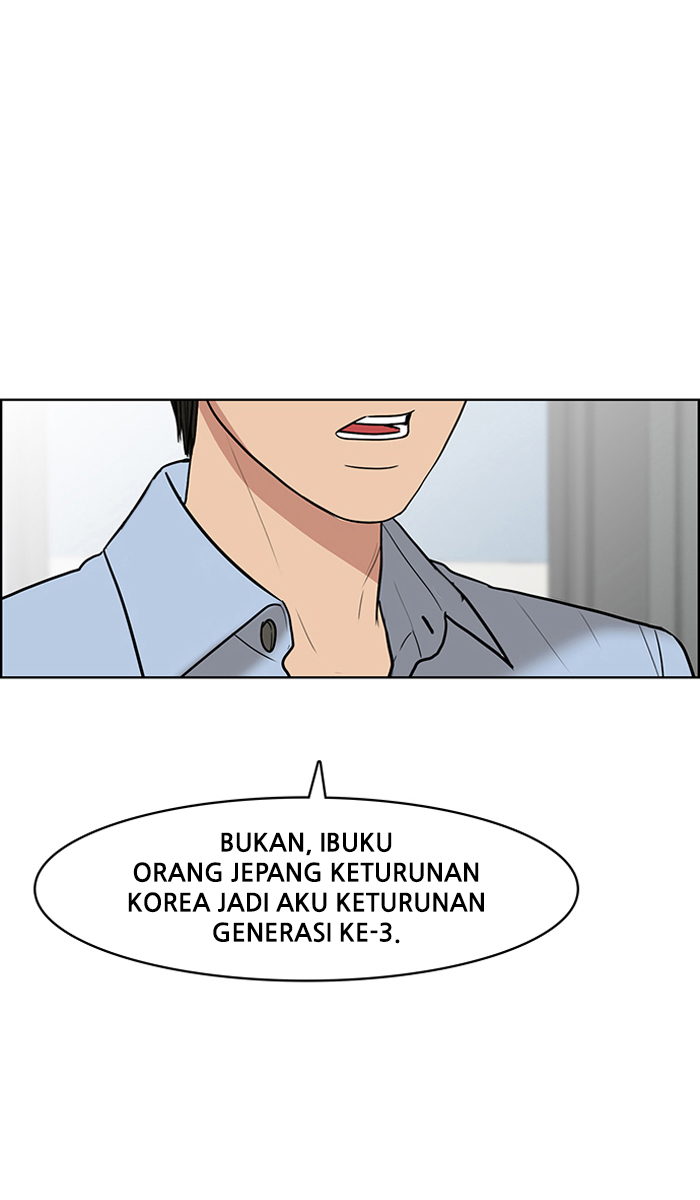 BUKAN, IBUKU
ORANG JEPANG KETURUNAN
KOREA JADI AKU KETURUNAN
GENERASI KE-3.